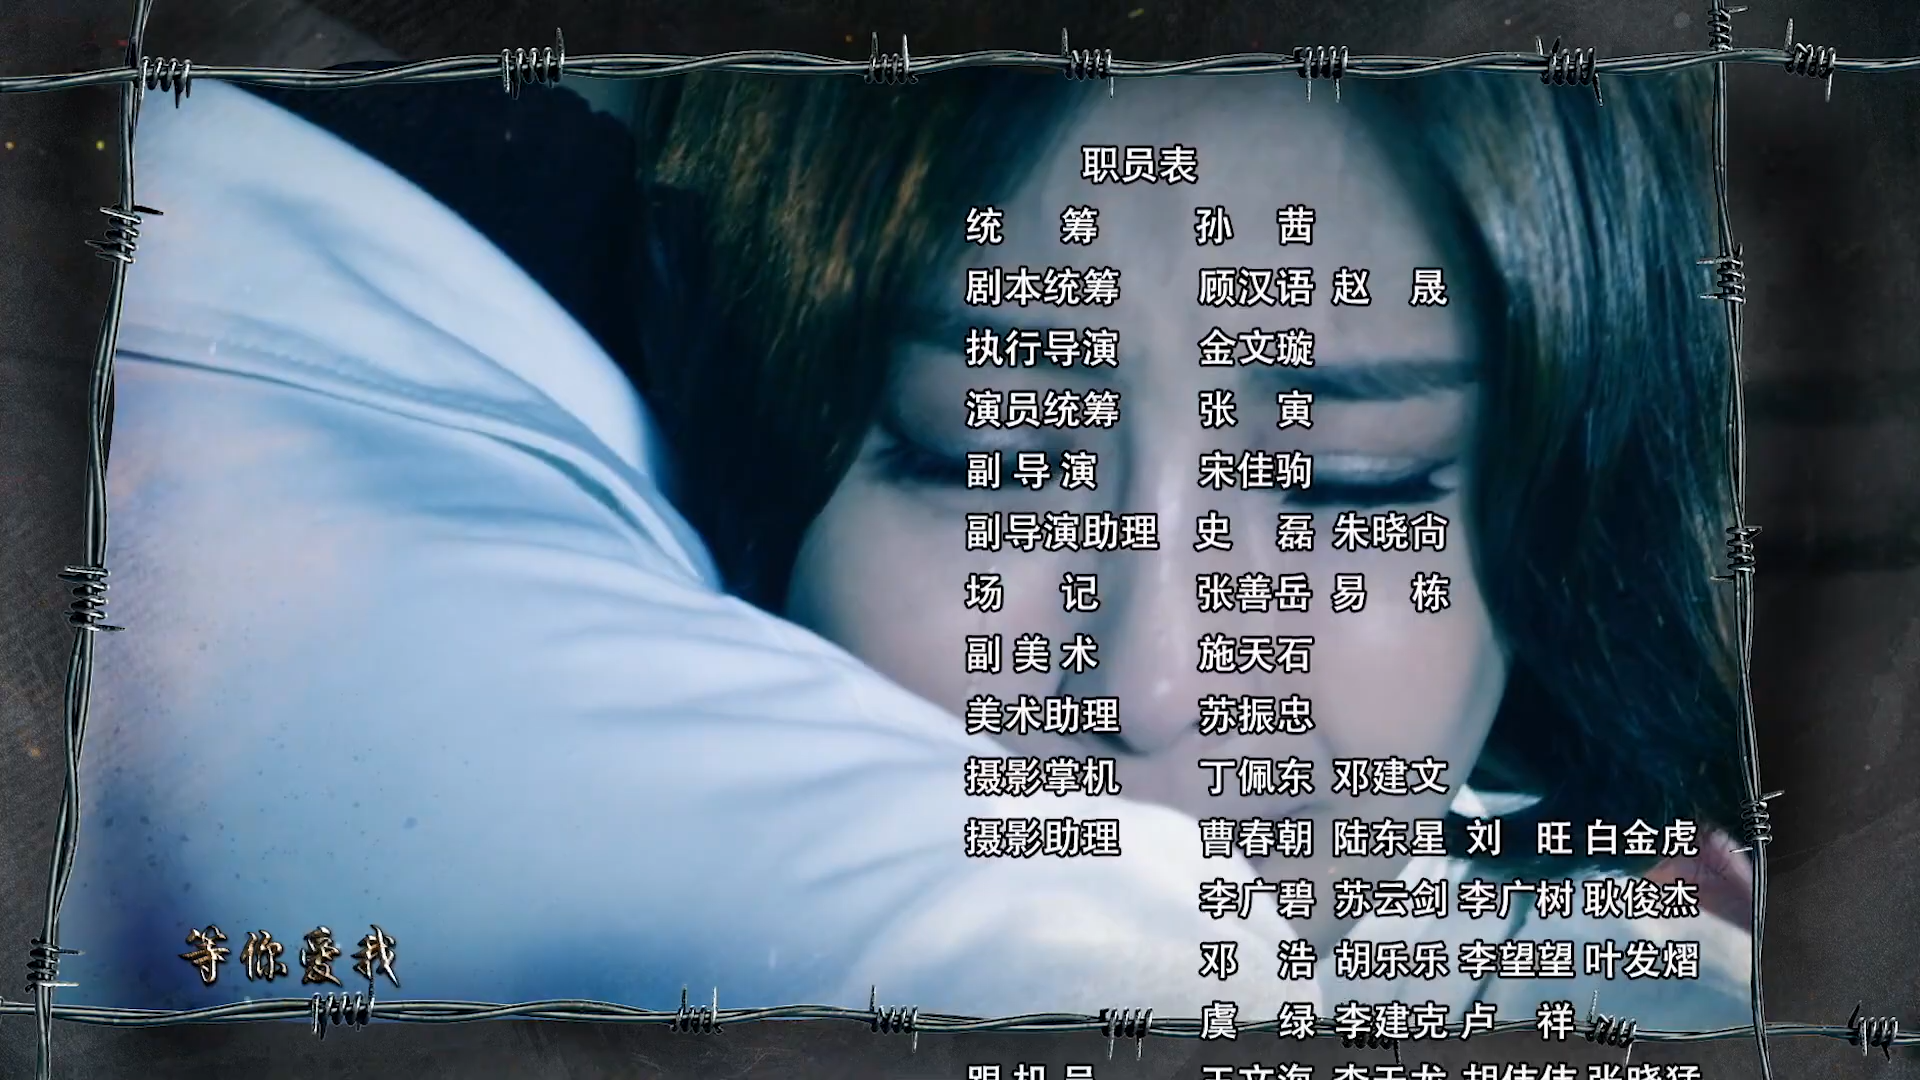 职员表
统 筹 孙 茜
剧本统筹 顾汉语 赵 晟
执行导演 金文璇
演员统筹 张 寅
副导演 宋佳驹
副导演助理 史 磊 朱晓尙
场 记 张善岳 易 栋
副美术 施天石
美术助理 苏振忠
摄影掌机 丁佩东 邓建文
摄影助理 曹春朝 陆东星 刘 旺 白金虎
李广碧 苏云剑 李广树 耿俊杰
邓 浩 胡乐乐 李望望 叶发熠
虞 绿 李建克 卢 祥
等你爱我